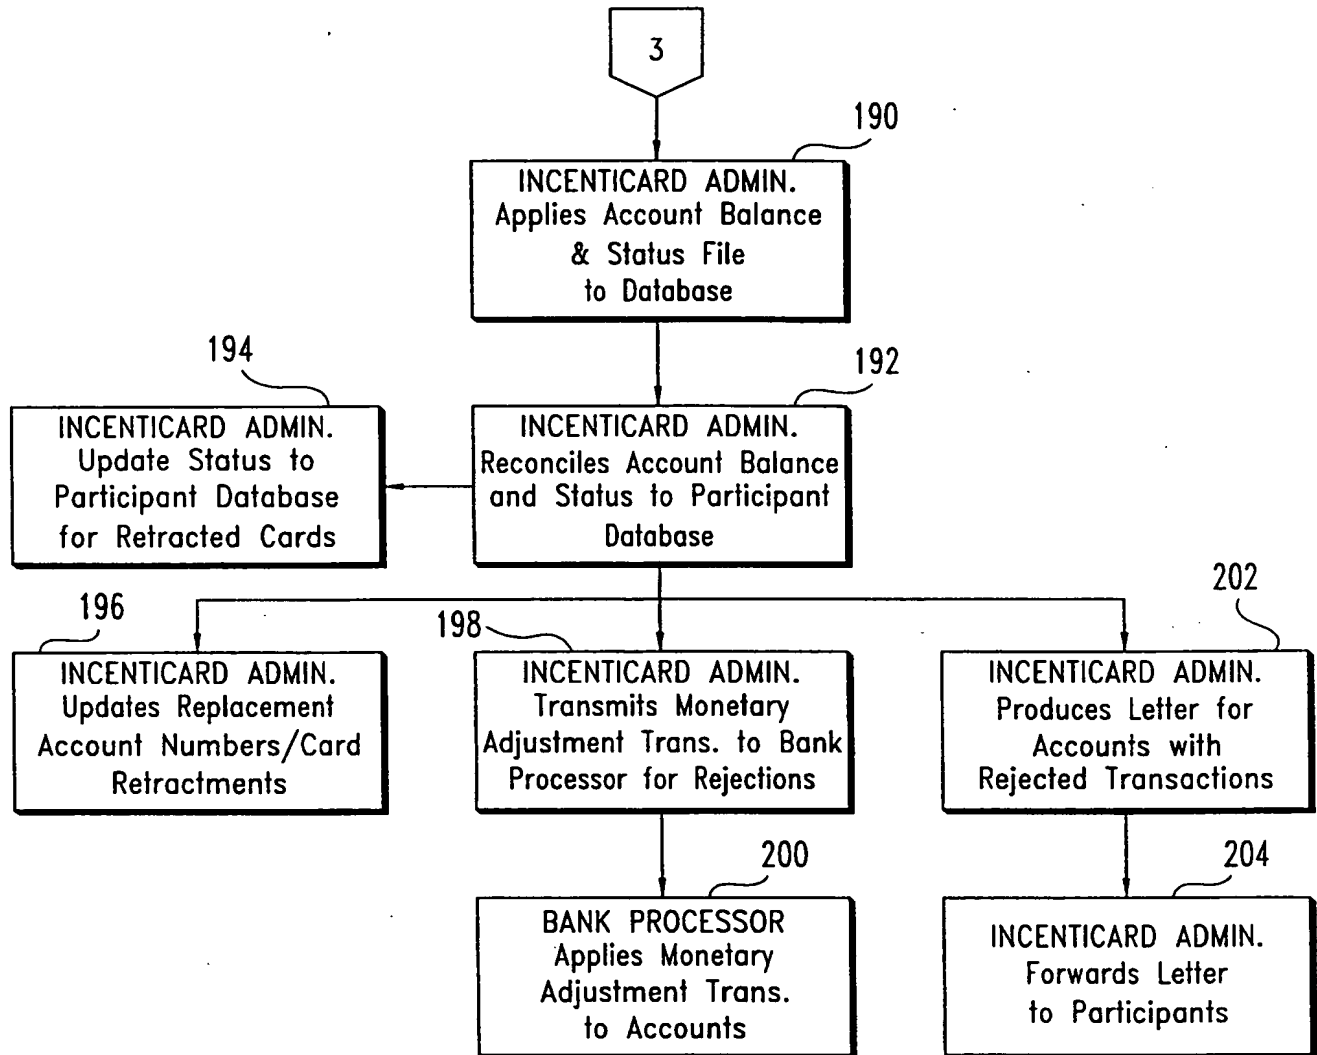 3
190
INCENTICARD ADMIN.
Applies Account Balance
& Status File
to Database
194
INCENTICARD ADMIN.
Update Status to
Participant Database
for Retracted Cards
192
INCENTICARD ADMIN.
Reconciles Account Balance
and Status to Participant
Database
196
INCENTICARD ADMIN.
Updates Replacement
Account Numbers/Card
Retractments
198
INCENTICARD ADMIN.
Transmits Monetary
Adjustment Trans. to Bank
Processor for Rejections
202
INCENTICARD ADMIN.
Produces Letter for
Accounts with
Rejected Transactions
200
BANK PROCESSOR
Applies Monetary
Adjustment Trans.
to Accounts
204
INCENTICARD ADMIN.
Forwards Letter
to Participants